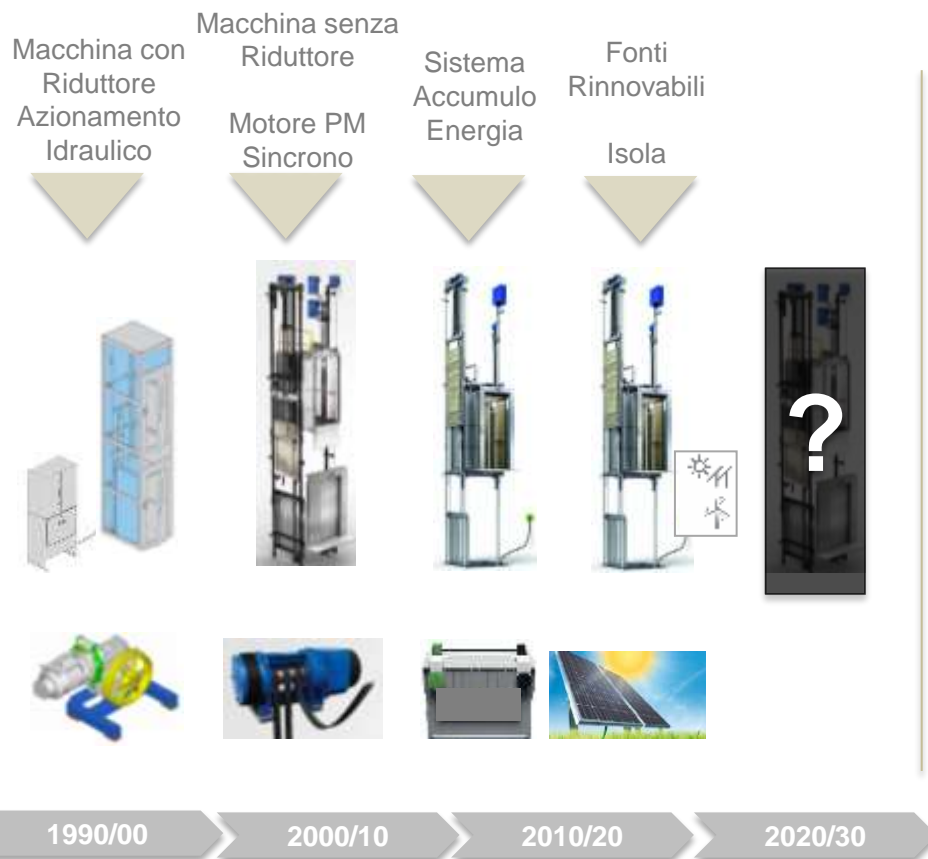 Macchina con
Riduttore
Azionamento
Idraulico
Macchina senza
Riduttore
Motore PM
Sincrono
Sistema
Accumulo
Energia
Fonti
Rinnovabili
Isola
?
1990/00
2000/10
2010/20
2020/30